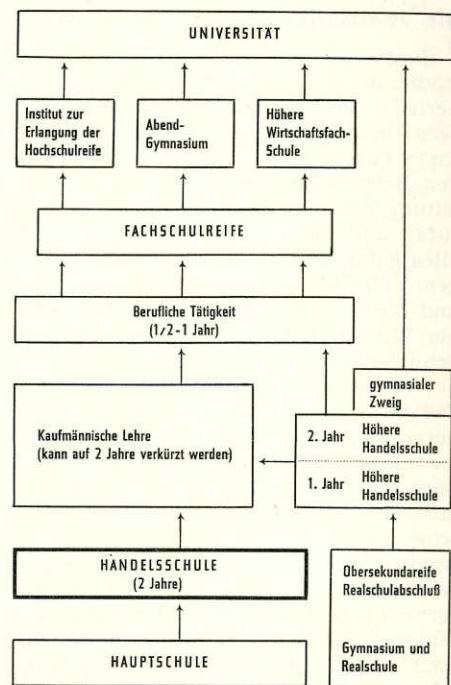 UNIVERSITÄT
Institut zur
Erlangung der
Hochschulreife
Abend-
Gymnasium
Höhere
Wirtschaftsfach-
Schule
FACHSCHULREIFE
Berufliche Tätigkeit
(1/2-1 Jahr)
gymnasialer
Zweig
Kaufmännische Lehre
(kann auf 2 Jahre verkürzt werden)
2. Jahr Höhere
Handelsschule
1. Jahr Höhere
Handelsschule
HANDELSSCHULE
(2 Jahre)
Obersekundareife
Realschulabschluß
Gymnasium und
Realschule
HAUPTSCHULE